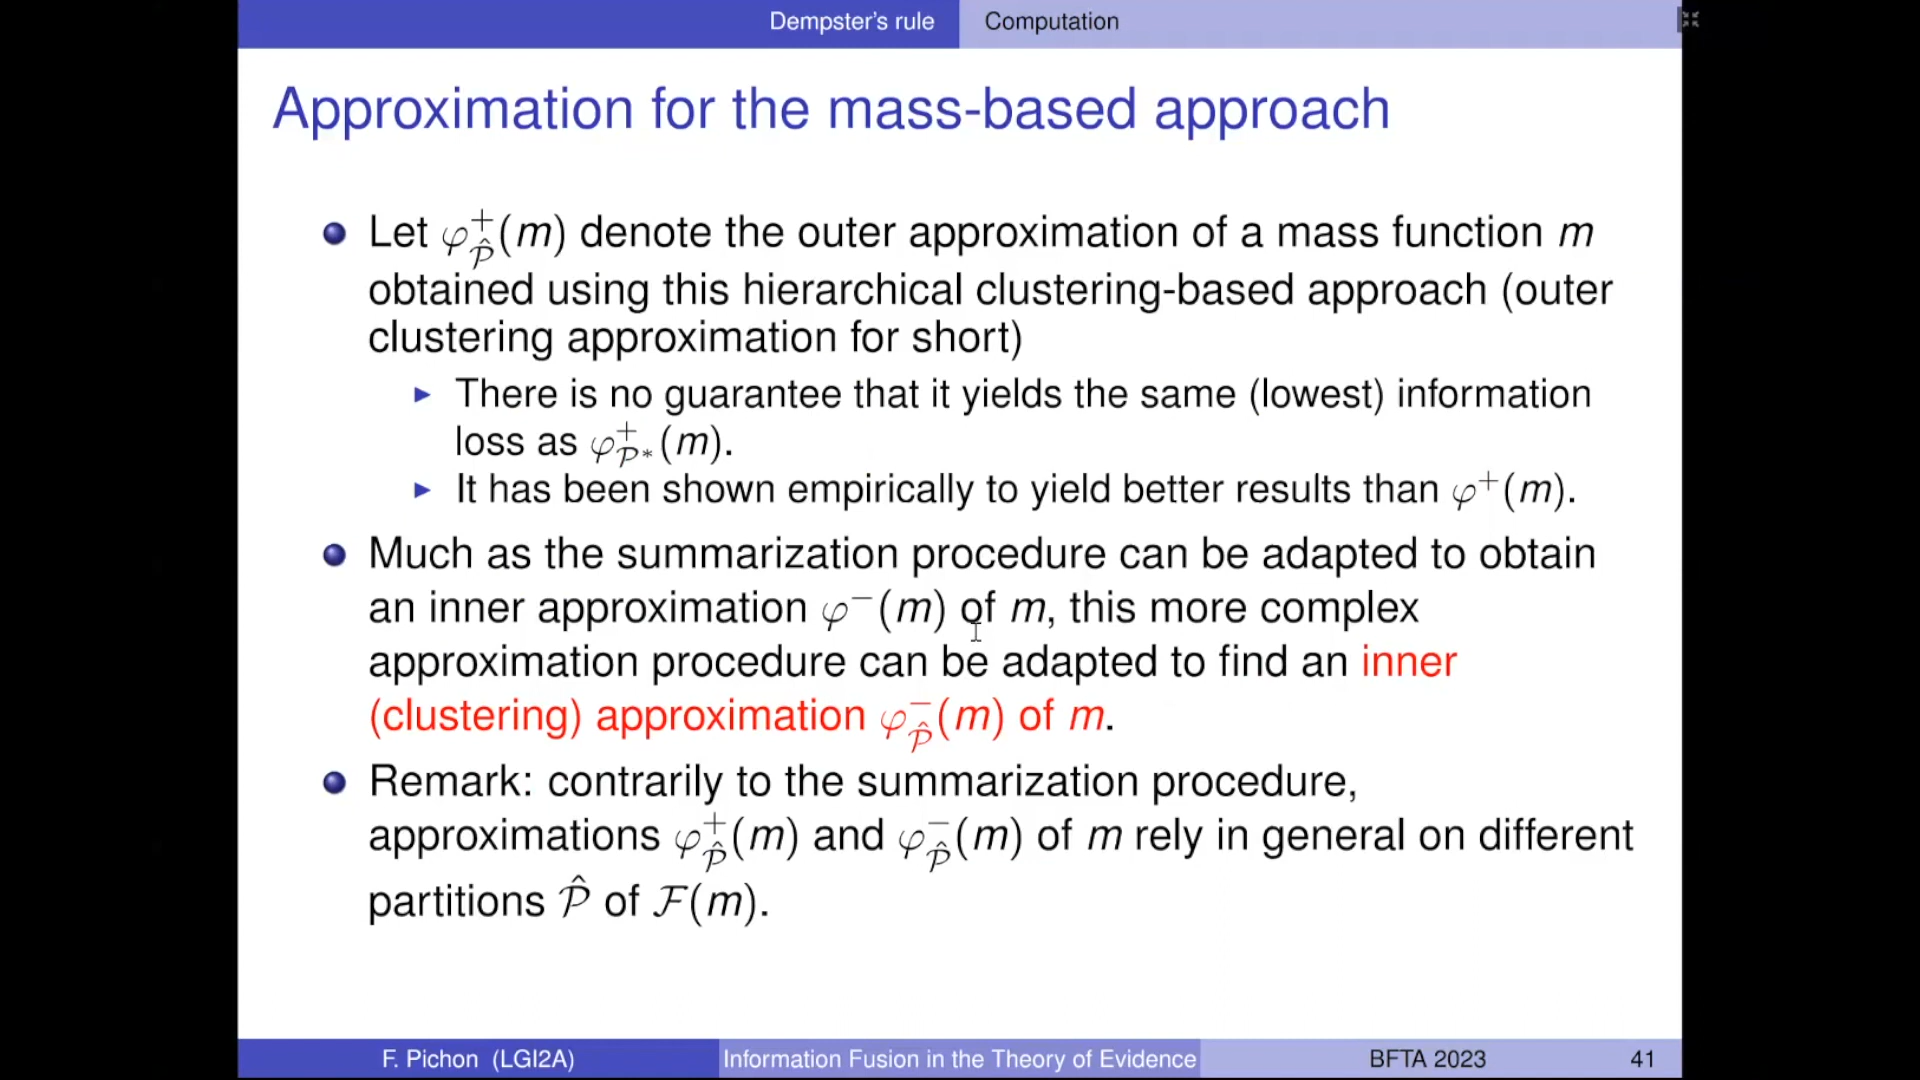 Dempster's rule Computation
Approximation for the mass-based approach
Let φ⁺_𝒫̂(m) denote the outer approximation of a mass function m
obtained using this hierarchical clustering-based approach (outer
clustering approximation for short)
There is no guarantee that it yields the same (lowest) information
loss as φ⁺_𝒫*(m).
It has been shown empirically to yield better results than φ⁺(m).
Much as the summarization procedure can be adapted to obtain
an inner approximation φ⁻(m) of m, this more complex
approximation procedure can be adapted to find an inner
(clustering) approximation φ⁻_𝒫̂(m) of m.
Remark: contrarily to the summarization procedure,
approximations φ⁺_𝒫̂(m) and φ⁻_𝒫̂(m) of m rely in general on different
partitions 𝒫̂ of ℱ(m).
F. Pichon (LGI2A) Information Fusion in the Theory of Evidence BFTA 2023 41